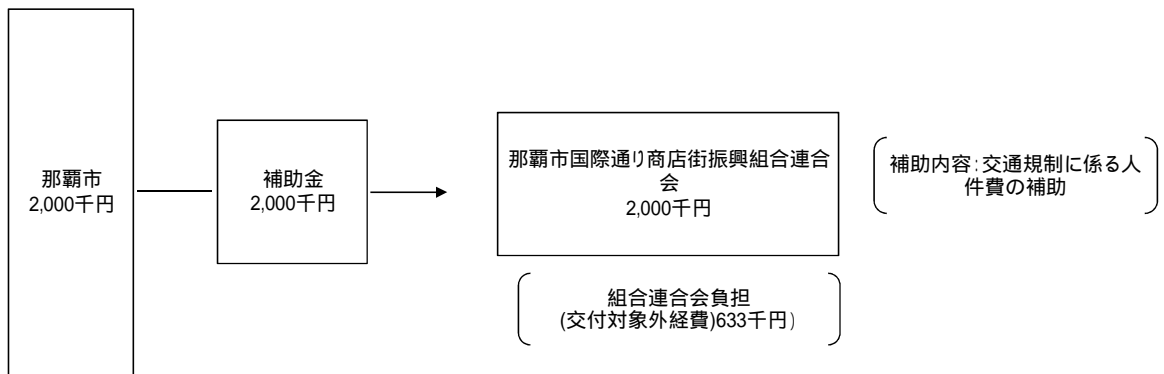 那覇市
2,000千円
補助金
2,000千円
那覇市国際通り商店街振興組合連合
会
2,000千円
補助内容:交通規制に係る人
件費の補助
組合連合会負担
(交付対象外経費)633千円)